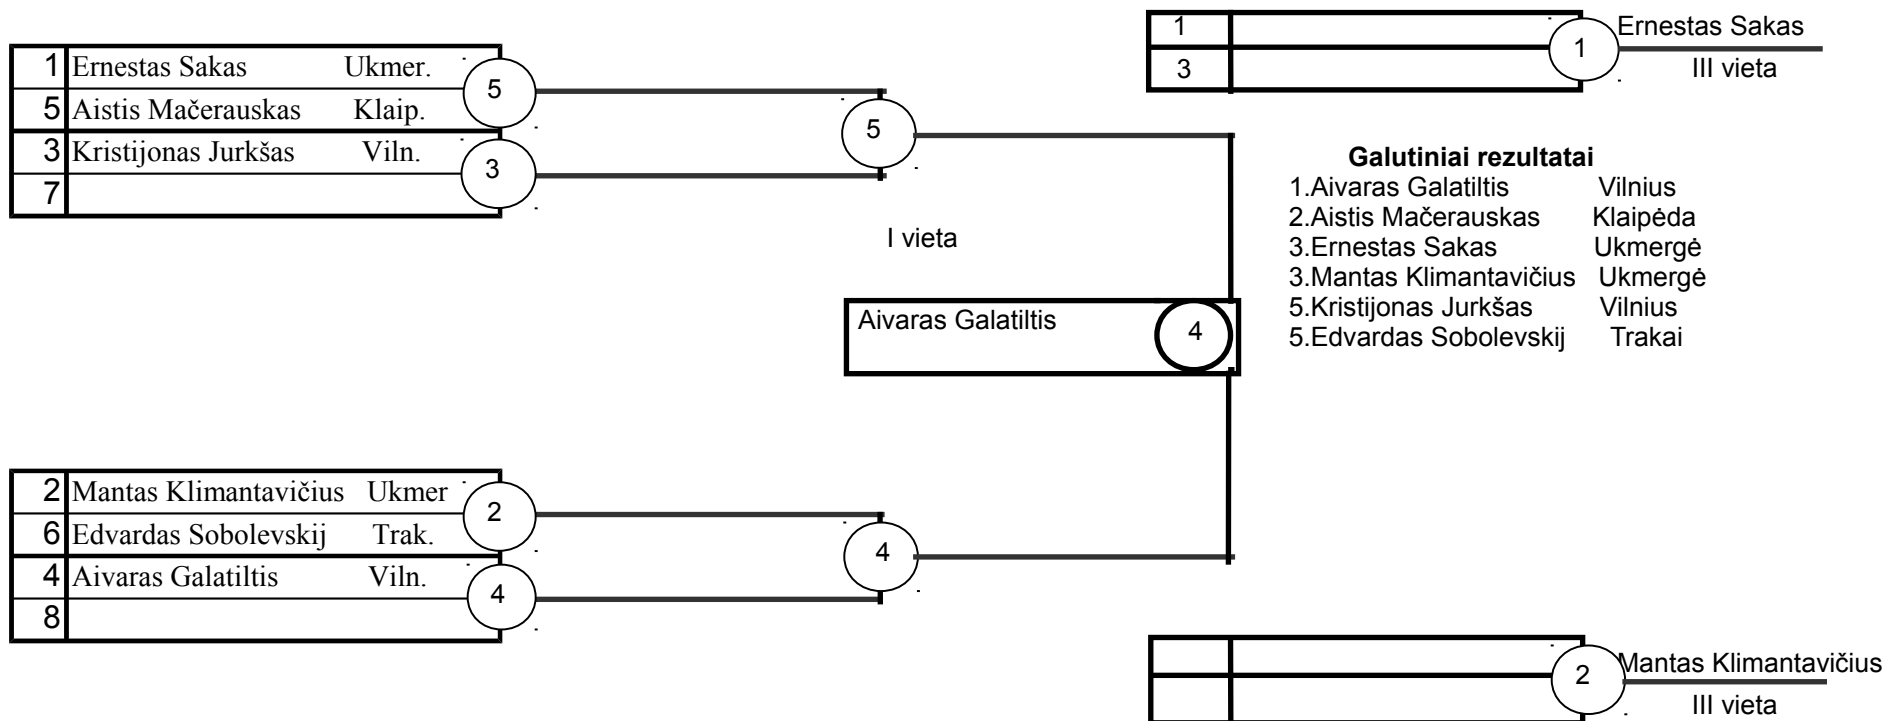 1 Ernestas Sakas Ukmer.
5 Aistis Mačerauskas Klaip.
3 Kristijonas Jurkšas Viln.
7
5
3
5
I vieta
Aivaras Galatiltis 4
2 Mantas Klimantavičius Ukmer
6 Edvardas Sobolevskij Trak.
4 Aivaras Galatiltis Viln.
8
2
4
4
1
3
1
Ernestas Sakas
III vieta
Galutiniai rezultatai
1.Aivaras Galatiltis Vilnius
2.Aistis Mačerauskas Klaipėda
3.Ernestas Sakas Ukmergė
3.Mantas Klimantavičius Ukmergė
5.Kristijonas Jurkšas Vilnius
5.Edvardas Sobolevskij Trakai
2
Mantas Klimantavičius
III vieta